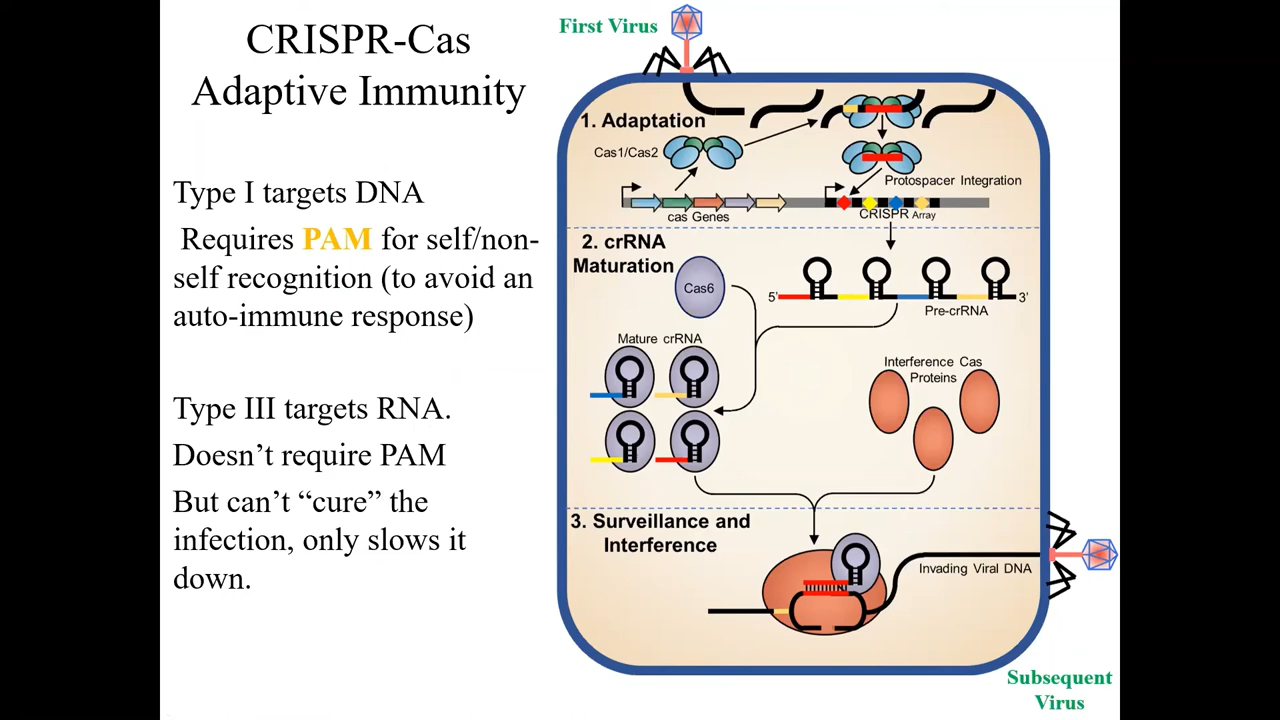 CRISPR-Cas
Adaptive Immunity
Type I targets DNA
Requires PAM for self/non-
self recognition (to avoid an
auto-immune response)
Type III targets RNA.
Doesn’t require PAM
But can’t “cure” the
infection, only slows it
down.
First Virus
1. Adaptation
Cas1/Cas2
Protospacer Integration
cas Genes
CRISPR Array
2. crRNA
Maturation
Cas6
5’
3’
Pre-crRNA
Mature crRNA
Interference Cas
Proteins
3. Surveillance and
Interference
Invading Viral DNA
Subsequent
Virus